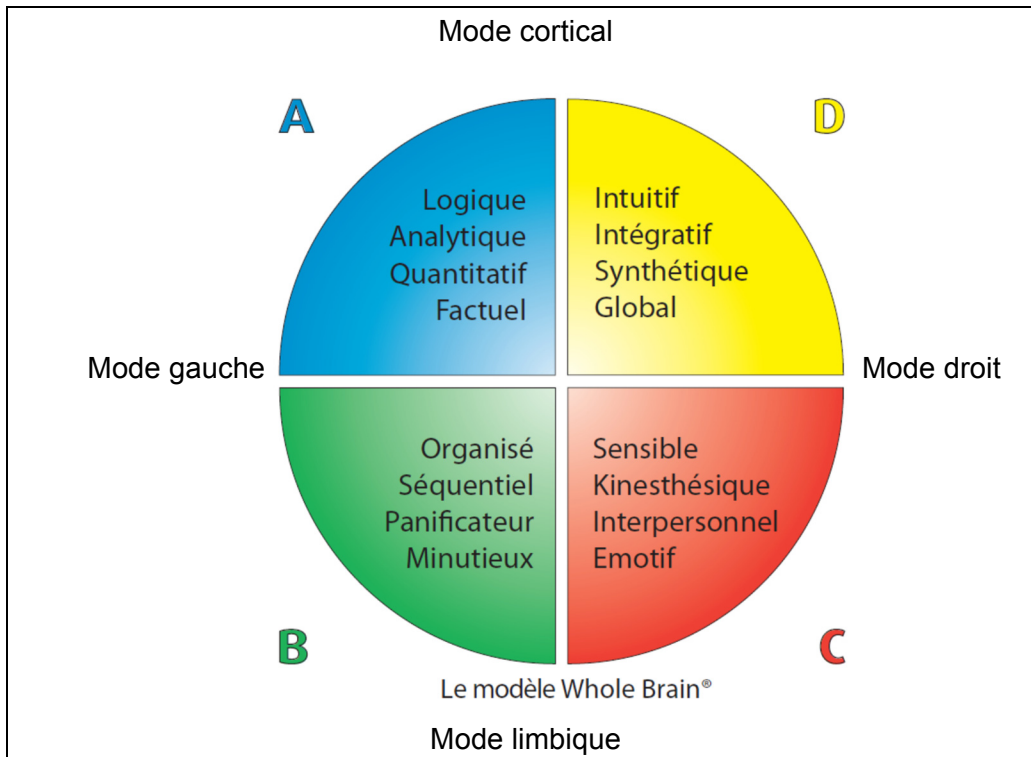 Mode cortical
A
D
Logique
Analytique
Quantitatif
Factuel
Intuitif
Intégratif
Synthétique
Global
Mode gauche
Mode droit
Organisé
Séquentiel
Panificateur
Minutieux
Sensible
Kinesthésique
Interpersonnel
Emotif
B
C
Le modèle Whole Brain®
Mode limbique